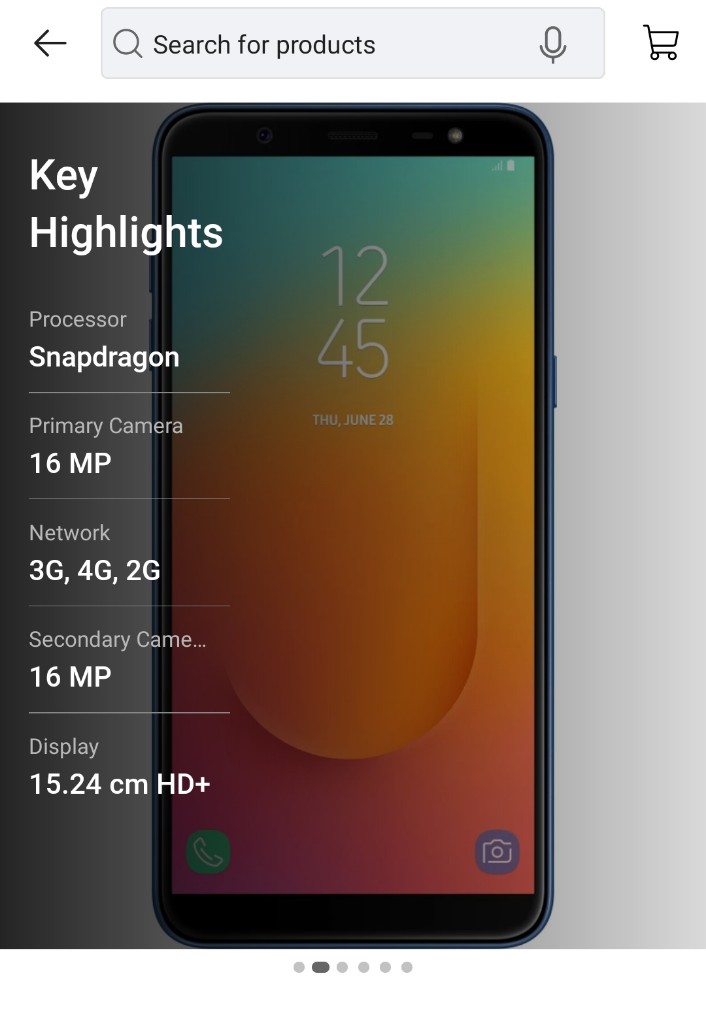 Search for products
Key
Highlights
Processor
Snapdragon
Primary Camera
16 MP
Network
3G, 4G, 2G
Secondary Came...
16 MP
Display
15.24 cm HD+
12
45
THU, JUNE 28